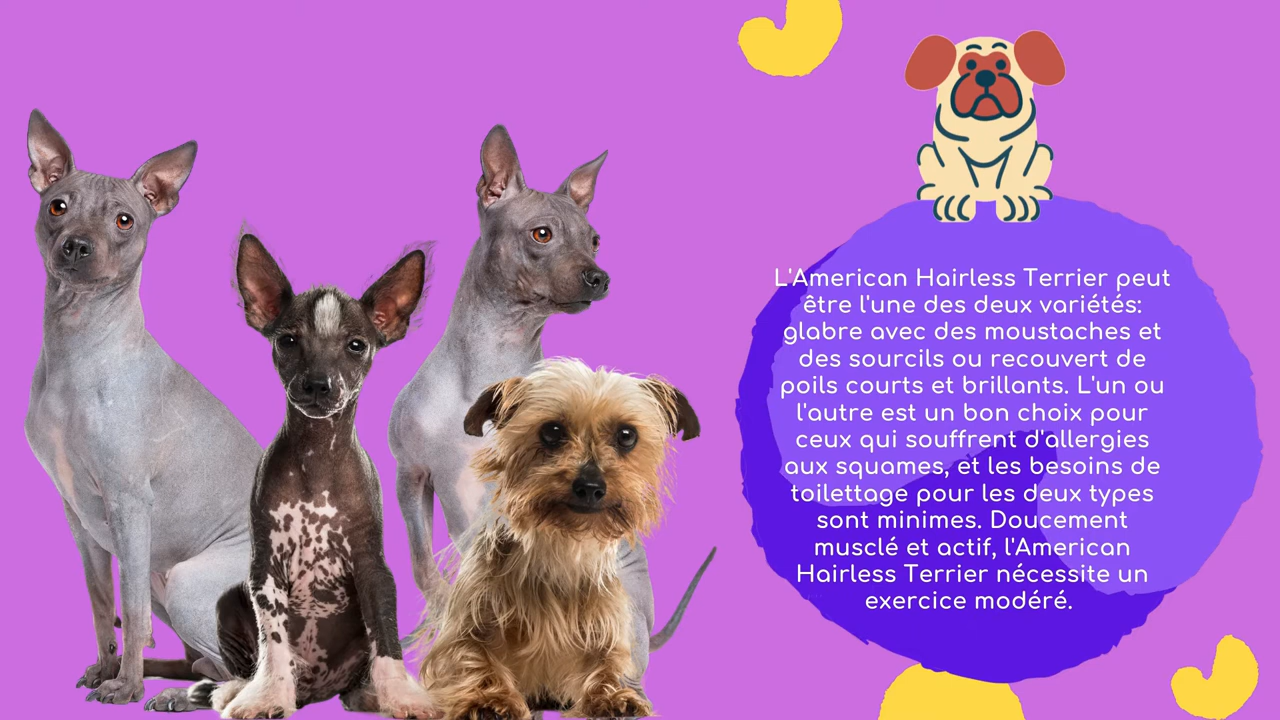 L'American Hairless Terrier peut
être l'une des deux variétés:
glabre avec des moustaches et
des sourcils ou recouvert de
poils courts et brillants. L'un ou
l'autre est un bon choix pour
ceux qui souffrent d'allergies
aux squames, et les besoins de
toilettage pour les deux types
sont minimes. Doucement
musclé et actif, l'American
Hairless Terrier nécessite un
exercice modéré.